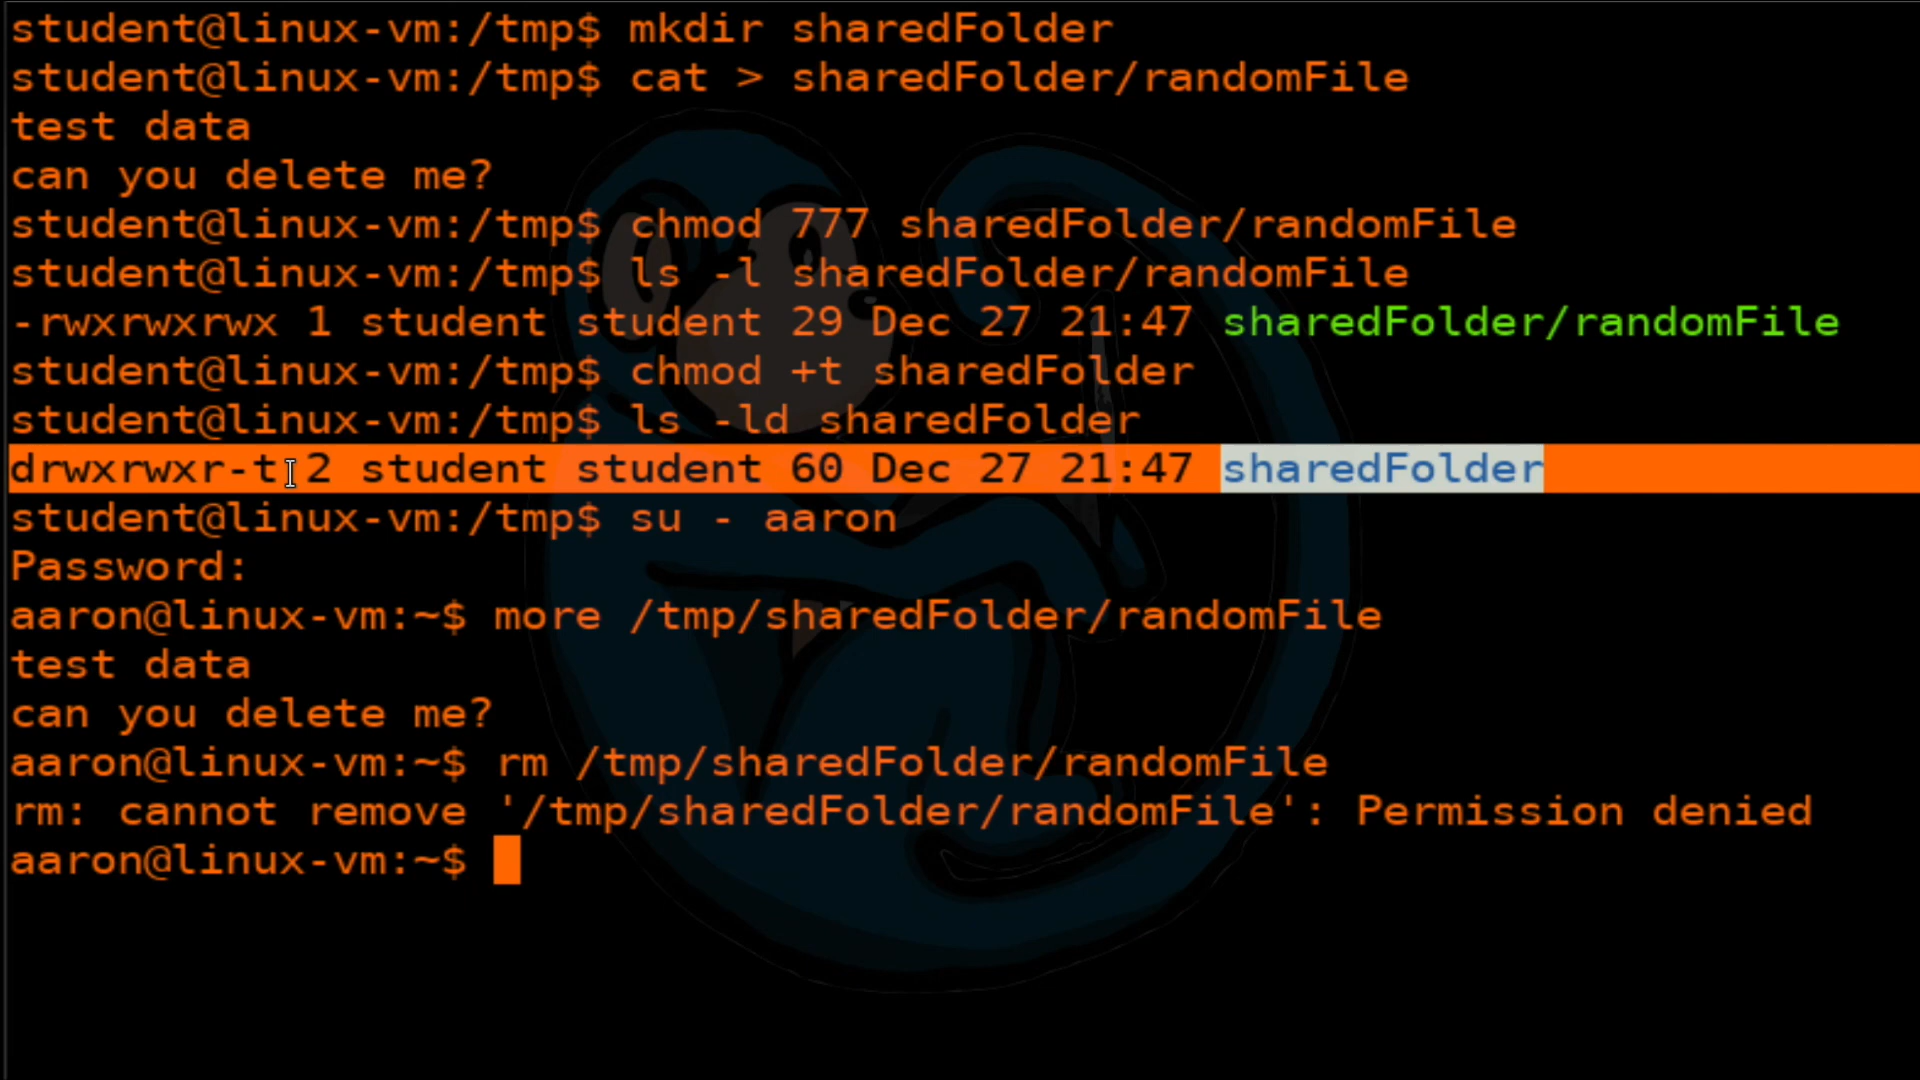 student@linux-vm:/tmp$ mkdir sharedFolder
student@linux-vm:/tmp$ cat > sharedFolder/randomFile
test data
can you delete me?
student@linux-vm:/tmp$ chmod 777 sharedFolder/randomFile
student@linux-vm:/tmp$ ls -l sharedFolder/randomFile
-rwxrwxrwx 1 student student 29 Dec 27 21:47 sharedFolder/randomFile
student@linux-vm:/tmp$ chmod +t sharedFolder
student@linux-vm:/tmp$ ls -ld sharedFolder
drwxrwxr-t 2 student student 60 Dec 27 21:47 sharedFolder
student@linux-vm:/tmp$ su - aaron
Password:
aaron@linux-vm:~$ more /tmp/sharedFolder/randomFile
test data
can you delete me?
aaron@linux-vm:~$ rm /tmp/sharedFolder/randomFile
rm: cannot remove '/tmp/sharedFolder/randomFile': Permission denied
aaron@linux-vm:~$